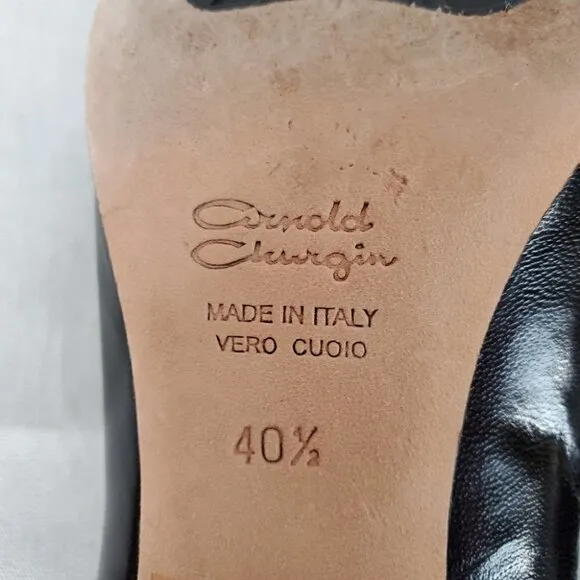 Arnold
Churgin
MADE IN ITALY
VERO CUOIO
40½